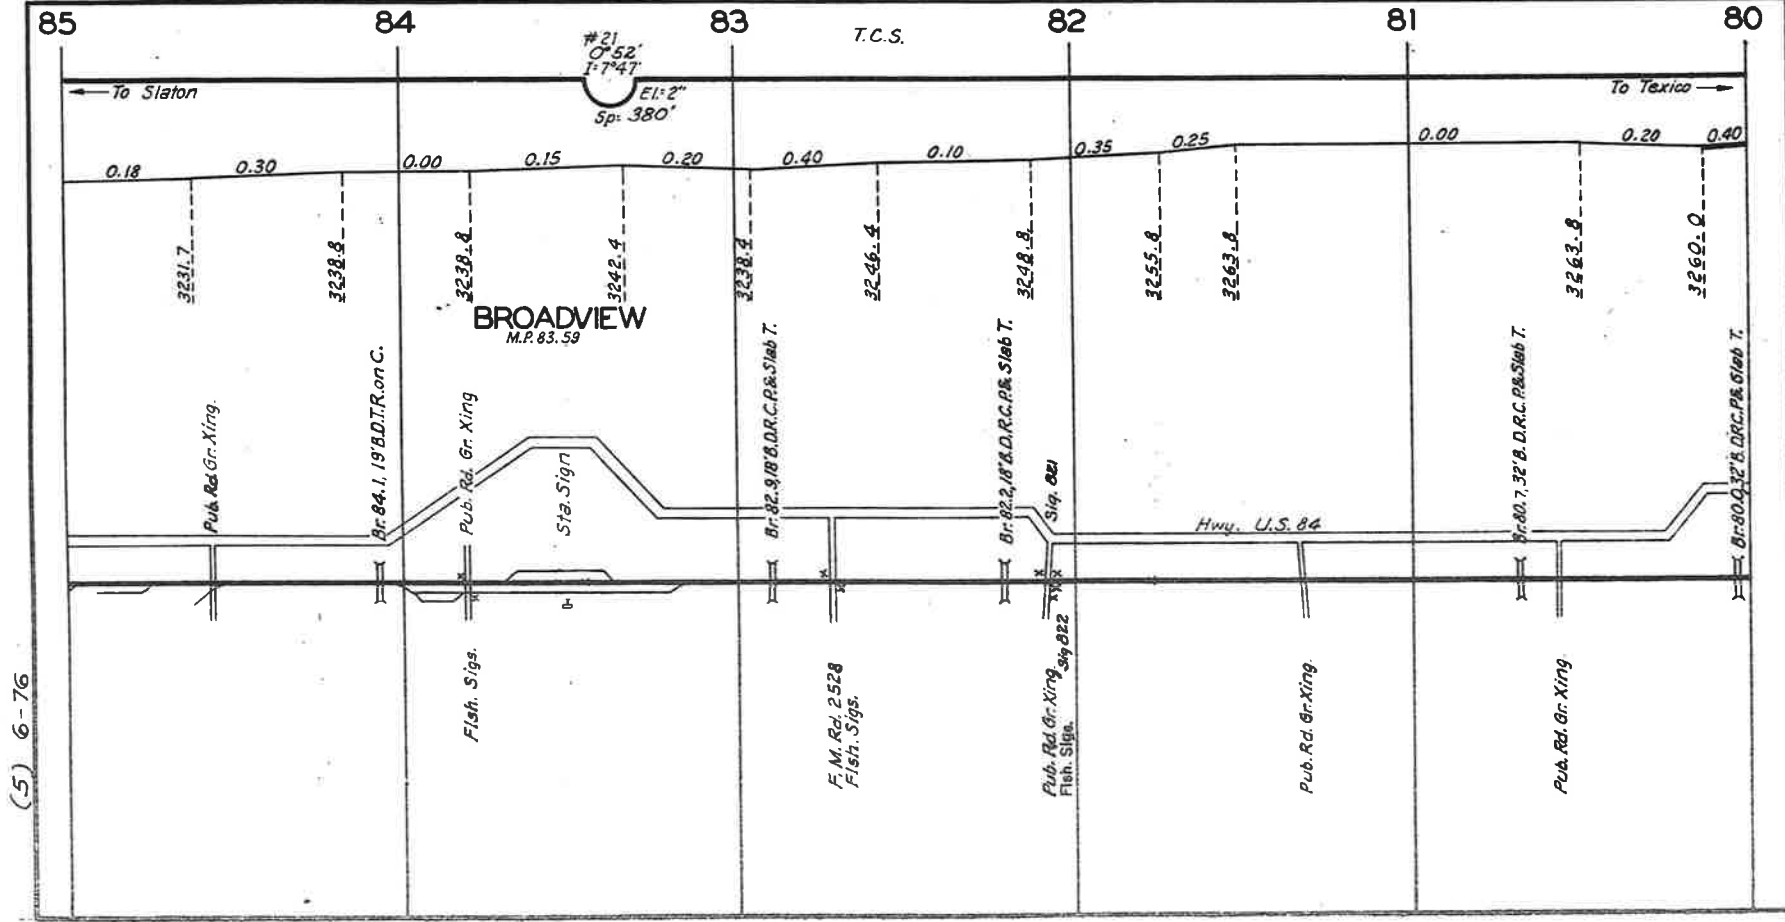 85 84 83 82 81 80
T.C.S.
#21
0°52'
I=7°47'
El.=2"
Sp=380'
← To Slaton
To Texico →
0.18 0.30 0.00 0.15 0.20 0.40 0.10 0.35 0.25 0.00 0.20 0.40
3231.7
3238.8
3238.8
3242.4
3238.4
3246.4
3248.8
3255.8
3263.8
3263.8
3260.0
BROADVIEW
M.P. 83.59
Pub. Rd. Gr. Xing.
Br. 84.1, 19' B.D.T.R. on C.
Pub. Rd. Gr. Xing
Sta. Sign
Br. 82.9, 18' B.D.R.C.P. & Slab T.
Br. 82.2, 18' B.D.R.C.P. & Slab T.
Sig. 821
Hwy. U.S. 84
Br. 80.7, 32' B.D.R.C.P. & Slab T.
Br. 80.0, 32' B.D.R.C.P. & Slab T.
Flsh. Sigs.
F.M. Rd. 2528
Flsh. Sigs.
Pub. Rd. Gr. Xing
Flsh. Sigs.
Sig 822
Pub. Rd. Gr. Xing
Pub. Rd. Gr. Xing
(5) 6-76